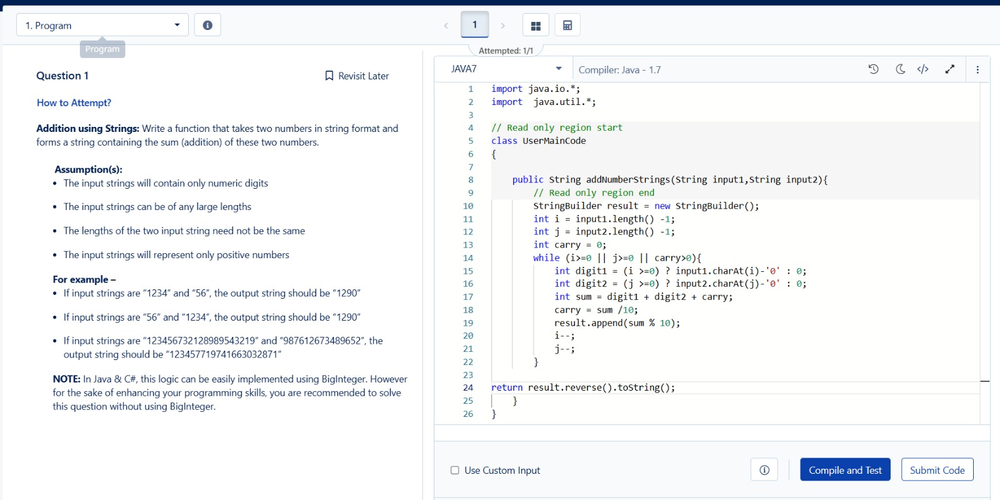 1. Program
Program
1
Attempted: 1/1
Question 1
Revisit Later
How to Attempt?
Addition using Strings: Write a function that takes two numbers in string format and
forms a string containing the sum (addition) of these two numbers.
Assumption(s):
• The input strings will contain only numeric digits
• The input strings can be of any large lengths
• The lengths of the two input string need not be the same
• The input strings will represent only positive numbers
For example –
• If input strings are “1234” and “56”, the output string should be “1290”
• If input strings are “56” and “1234”, the output string should be “1290”
• If input strings are “123456732128989543219” and “987612673489652”, the
output string should be “123457719741663032871”
NOTE: In Java & C#, this logic can be easily implemented using BigInteger. However
for the sake of enhancing your programming skills, you are recommended to solve
this question without using BigInteger.
JAVA7
Compiler: Java - 1.7
1 import java.io.*;
2 import  java.util.*;
3
4 // Read only region start
5 class UserMainCode
6 {
7
8     public String addNumberStrings(String input1,String input2){
9         // Read only region end
10         StringBuilder result = new StringBuilder();
11         int i = input1.length() -1;
12         int j = input2.length() -1;
13         int carry = 0;
14         while (i>=0 || j>=0 || carry>0){
15             int digit1 = (i >=0) ? input1.charAt(i)-'0' : 0;
16             int digit2 = (j >=0) ? input2.charAt(j)-'0' : 0;
17             int sum = digit1 + digit2 + carry;
18             carry = sum /10;
19             result.append(sum % 10);
20             i--;
21             j--;
22         }
23
24 return result.reverse().toString();
25     }
26 }
Use Custom Input
Compile and Test
Submit Code